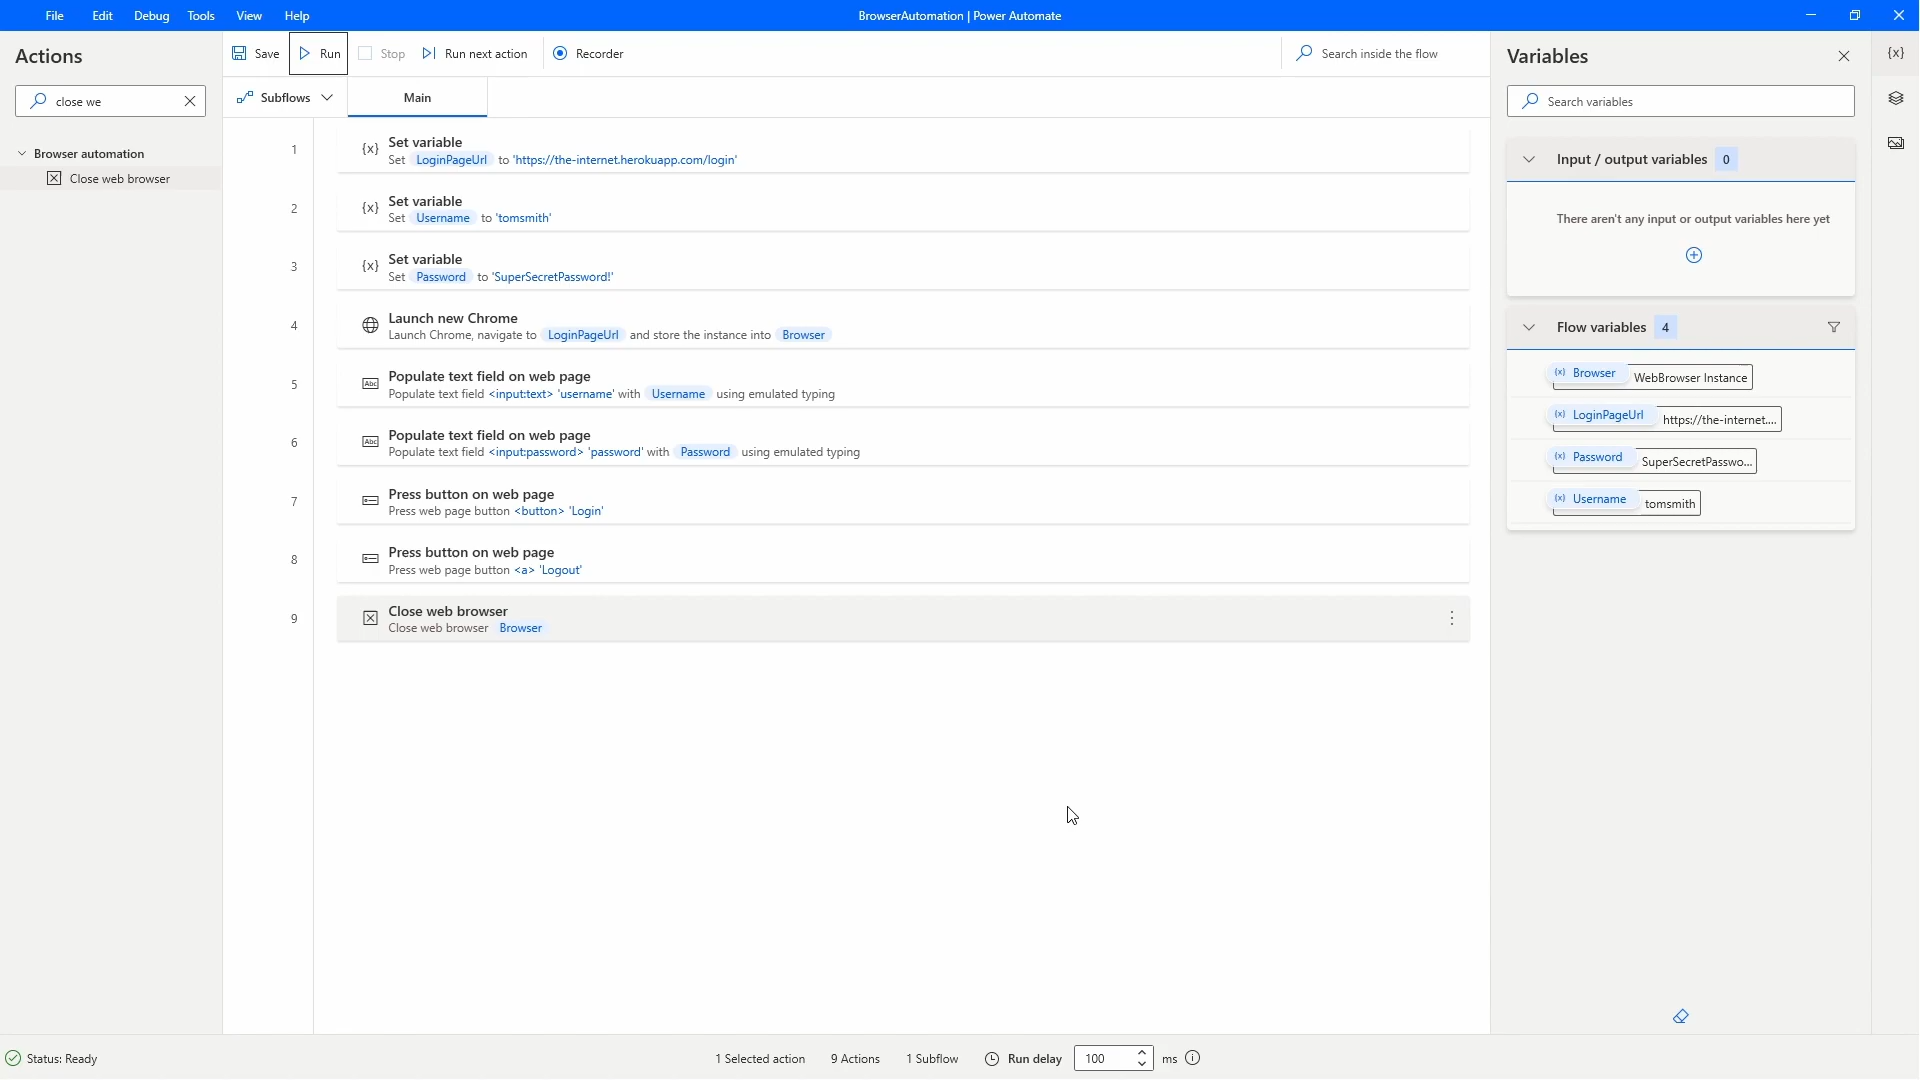 File Edit Debug Tools View Help BrowserAutomation | Power Automate
Actions
close we
Browser automation
Close web browser
Save Run Stop Run next action Recorder Search inside the flow
Subflows Main
1 {x} Set variable
Set LoginPageUrl to 'https://the-internet.herokuapp.com/login'
2 {x} Set variable
Set Username to 'tomsmith'
3 {x} Set variable
Set Password to 'SuperSecretPassword!'
4 Launch new Chrome
Launch Chrome, navigate to LoginPageUrl and store the instance into Browser
5 Abc Populate text field on web page
Populate text field <input:text> 'username' with Username using emulated typing
6 Abc Populate text field on web page
Populate text field <input:password> 'password' with Password using emulated typing
7 Press button on web page
Press web page button <button> 'Login'
8 Press button on web page
Press web page button <a> 'Logout'
9 Close web browser
Close web browser Browser
Variables {x}
Search variables
Input / output variables 0
There aren't any input or output variables here yet
Flow variables 4
(x) Browser WebBrowser Instance
(x) LoginPageUrl https://the-internet....
(x) Password SuperSecretPasswo...
(x) Username tomsmith
Status: Ready 1 Selected action 9 Actions 1 Subflow Run delay 100 ms